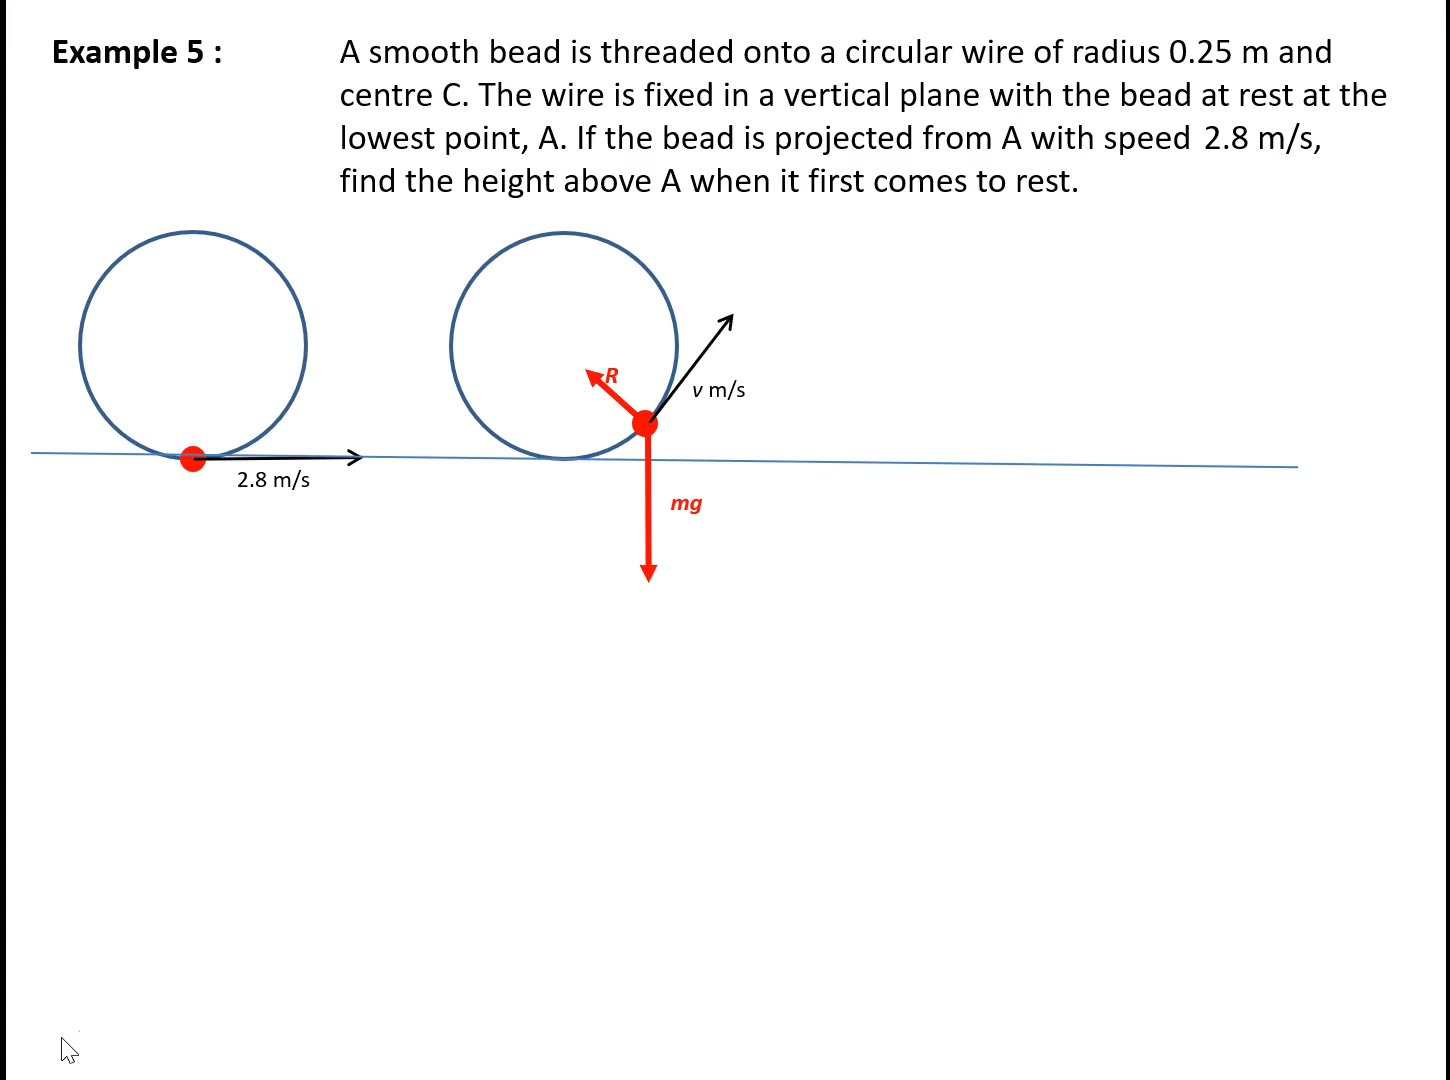 Example 5 :
A smooth bead is threaded onto a circular wire of radius 0.25 m and
centre C. The wire is fixed in a vertical plane with the bead at rest at the
lowest point, A. If the bead is projected from A with speed 2.8 m/s,
find the height above A when it first comes to rest.
R
v m/s
2.8 m/s
mg